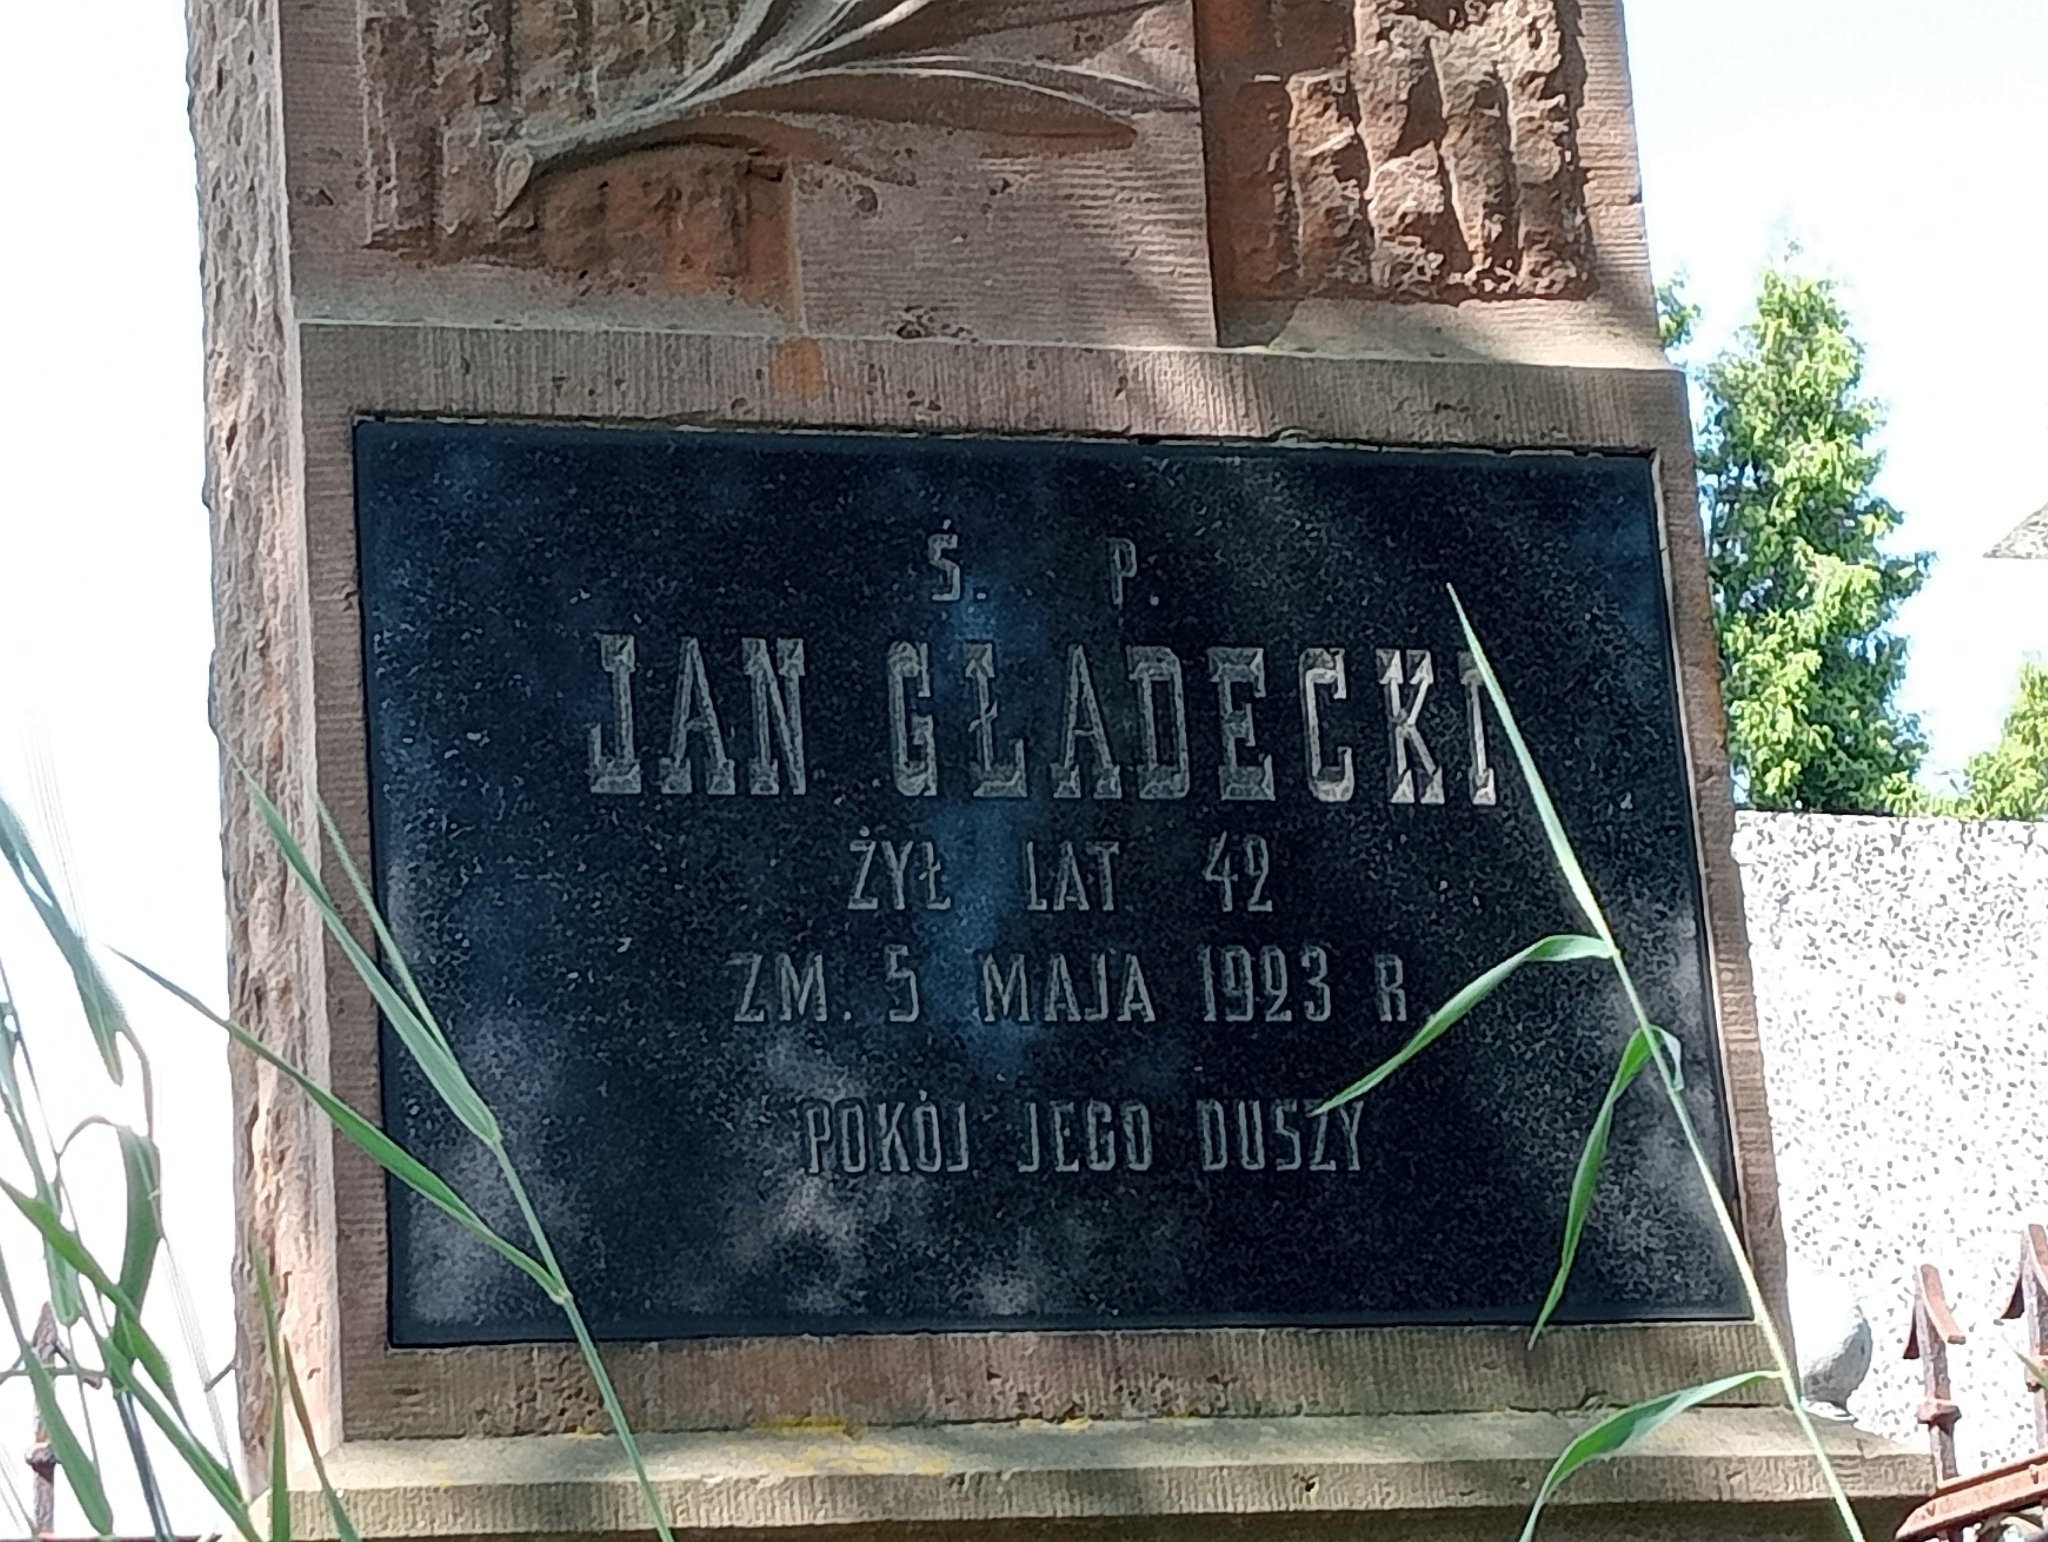 Ś. P.
JAN GŁADECKI
ŻYŁ LAT 42
ZM. 5 MAJA 1923 R.
POKÓJ JEGO DUSZY